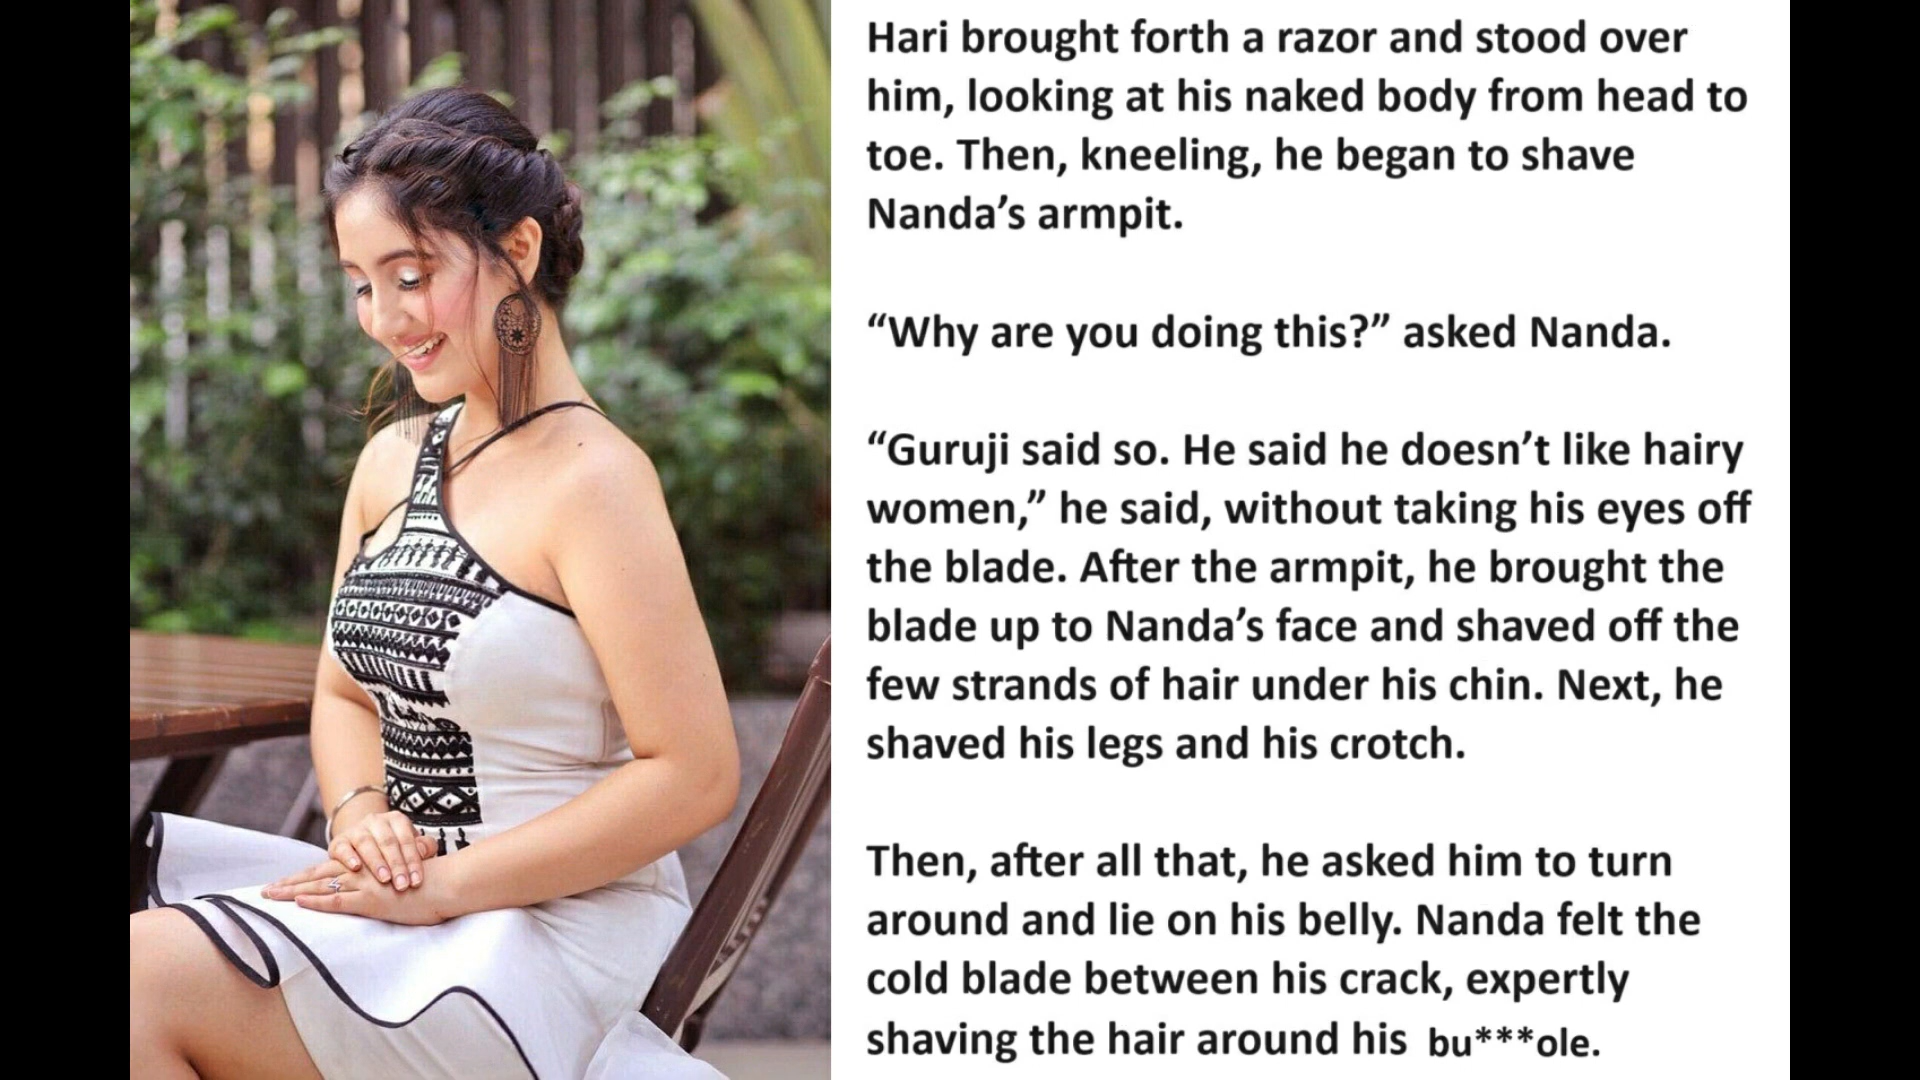 Hari brought forth a razor and stood over
him, looking at his naked body from head to
toe. Then, kneeling, he began to shave
Nanda’s armpit.
“Why are you doing this?” asked Nanda.
“Guruji said so. He said he doesn’t like hairy
women,” he said, without taking his eyes off
the blade. After the armpit, he brought the
blade up to Nanda’s face and shaved off the
few strands of hair under his chin. Next, he
shaved his legs and his crotch.
Then, after all that, he asked him to turn
around and lie on his belly. Nanda felt the
cold blade between his crack, expertly
shaving the hair around his bu***ole.